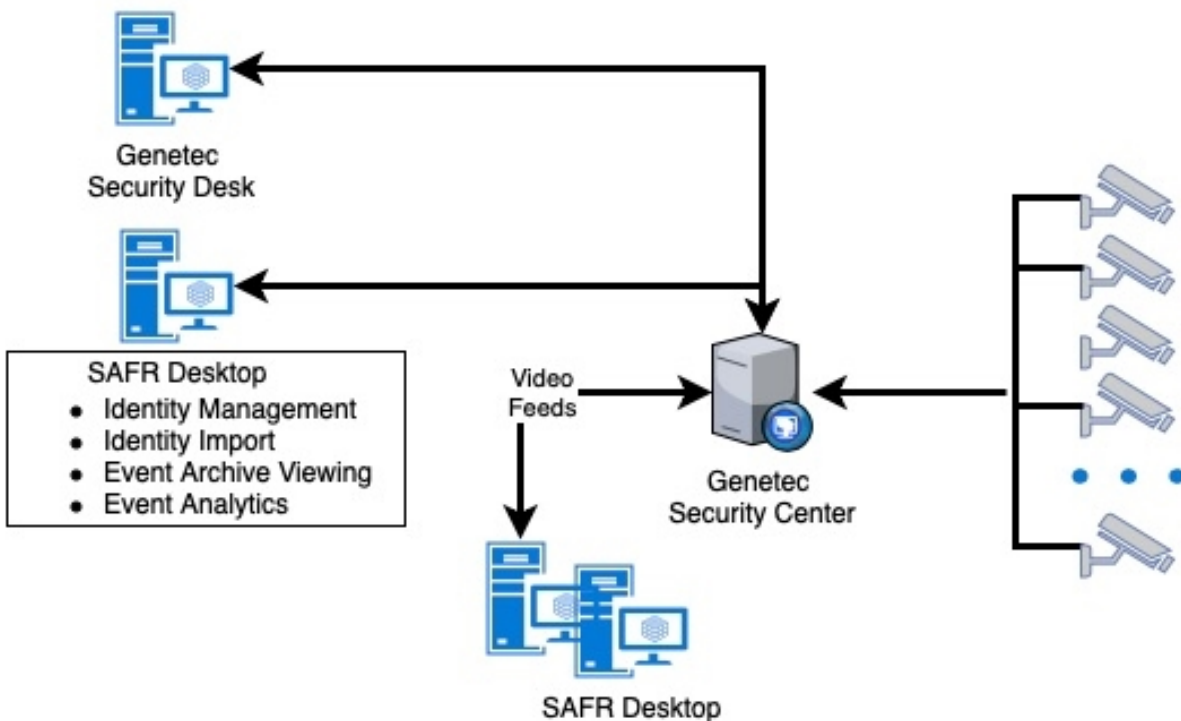 Genetec
Security Desk
SAFR Desktop
• Identity Management
• Identity Import
• Event Archive Viewing
• Event Analytics
Video
Feeds
Genetec
Security Center
SAFR Desktop